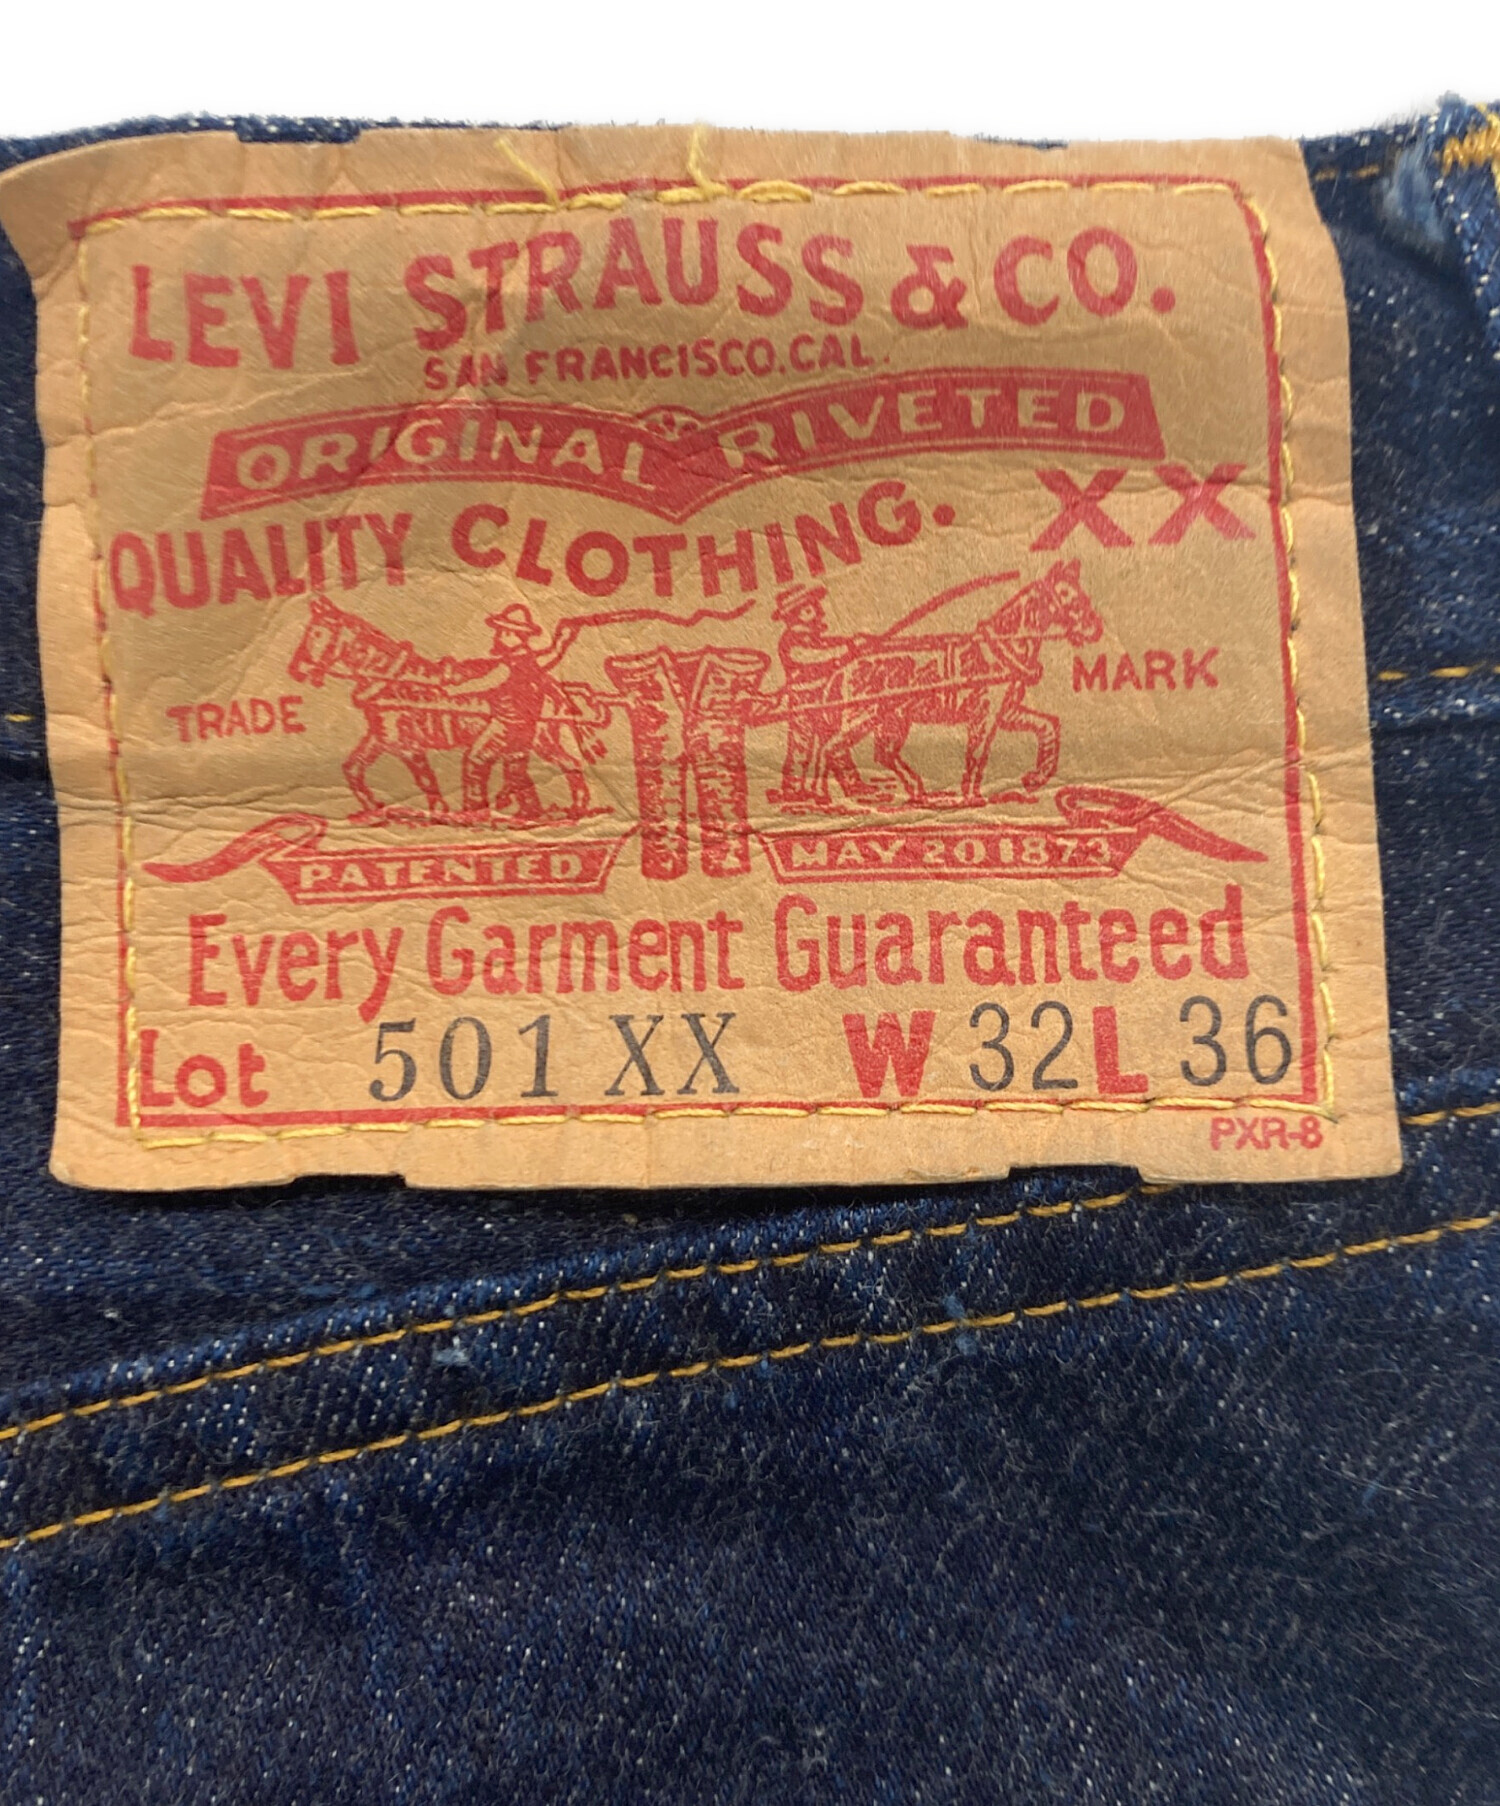 LEVI STRAUSS & CO.
SAN FRANCISCO. CAL.
ORIGINAL RIVETED
QUALITY CLOTHING. XX
TRADE MARK
PATENTED MAY 20 1873
Every Garment Guaranteed
Lot 501 XX W 32 L 36
PXR-8